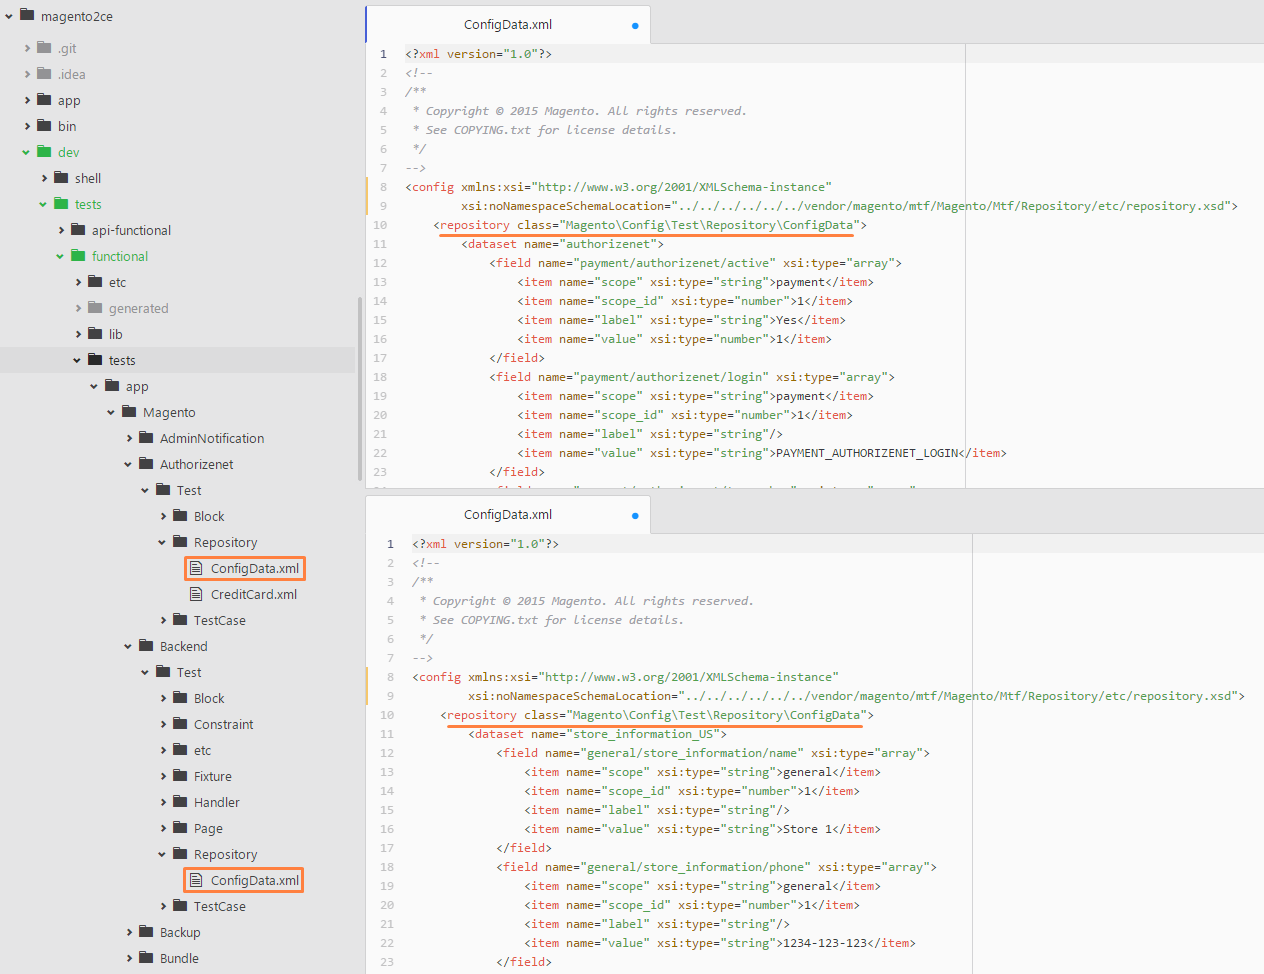 magento2ce
.git
.idea
app
bin
dev
shell
tests
api-functional
functional
etc
generated
lib
tests
app
Magento
AdminNotification
Authorizenet
Test
Block
Repository
ConfigData.xml
CreditCard.xml
TestCase
Backend
Test
Block
Constraint
etc
Fixture
Handler
Page
Repository
ConfigData.xml
TestCase
Backup
Bundle
ConfigData.xml
1 <?xml version="1.0"?>
2 <!--
3 /**
4 * Copyright © 2015 Magento. All rights reserved.
5 * See COPYING.txt for license details.
6 */
7 -->
8 <config xmlns:xsi="http://www.w3.org/2001/XMLSchema-instance"
9 xsi:noNamespaceSchemaLocation="../../../../../../vendor/magento/mtf/Magento/Mtf/Repository/etc/repository.xsd">
10 <repository class="Magento\Config\Test\Repository\ConfigData">
11 <dataset name="authorizenet">
12 <field name="payment/authorizenet/active" xsi:type="array">
13 <item name="scope" xsi:type="string">payment</item>
14 <item name="scope_id" xsi:type="number">1</item>
15 <item name="label" xsi:type="string">Yes</item>
16 <item name="value" xsi:type="number">1</item>
17 </field>
18 <field name="payment/authorizenet/login" xsi:type="array">
19 <item name="scope" xsi:type="string">payment</item>
20 <item name="scope_id" xsi:type="number">1</item>
21 <item name="label" xsi:type="string"/>
22 <item name="value" xsi:type="string">PAYMENT_AUTHORIZENET_LOGIN</item>
23 </field>
ConfigData.xml
1 <?xml version="1.0"?>
2 <!--
3 /**
4 * Copyright © 2015 Magento. All rights reserved.
5 * See COPYING.txt for license details.
6 */
7 -->
8 <config xmlns:xsi="http://www.w3.org/2001/XMLSchema-instance"
9 xsi:noNamespaceSchemaLocation="../../../../../../vendor/magento/mtf/Magento/Mtf/Repository/etc/repository.xsd">
10 <repository class="Magento\Config\Test\Repository\ConfigData">
11 <dataset name="store_information_US">
12 <field name="general/store_information/name" xsi:type="array">
13 <item name="scope" xsi:type="string">general</item>
14 <item name="scope_id" xsi:type="number">1</item>
15 <item name="label" xsi:type="string"/>
16 <item name="value" xsi:type="string">Store 1</item>
17 </field>
18 <field name="general/store_information/phone" xsi:type="array">
19 <item name="scope" xsi:type="string">general</item>
20 <item name="scope_id" xsi:type="number">1</item>
21 <item name="label" xsi:type="string"/>
22 <item name="value" xsi:type="string">1234-123-123</item>
23 </field>